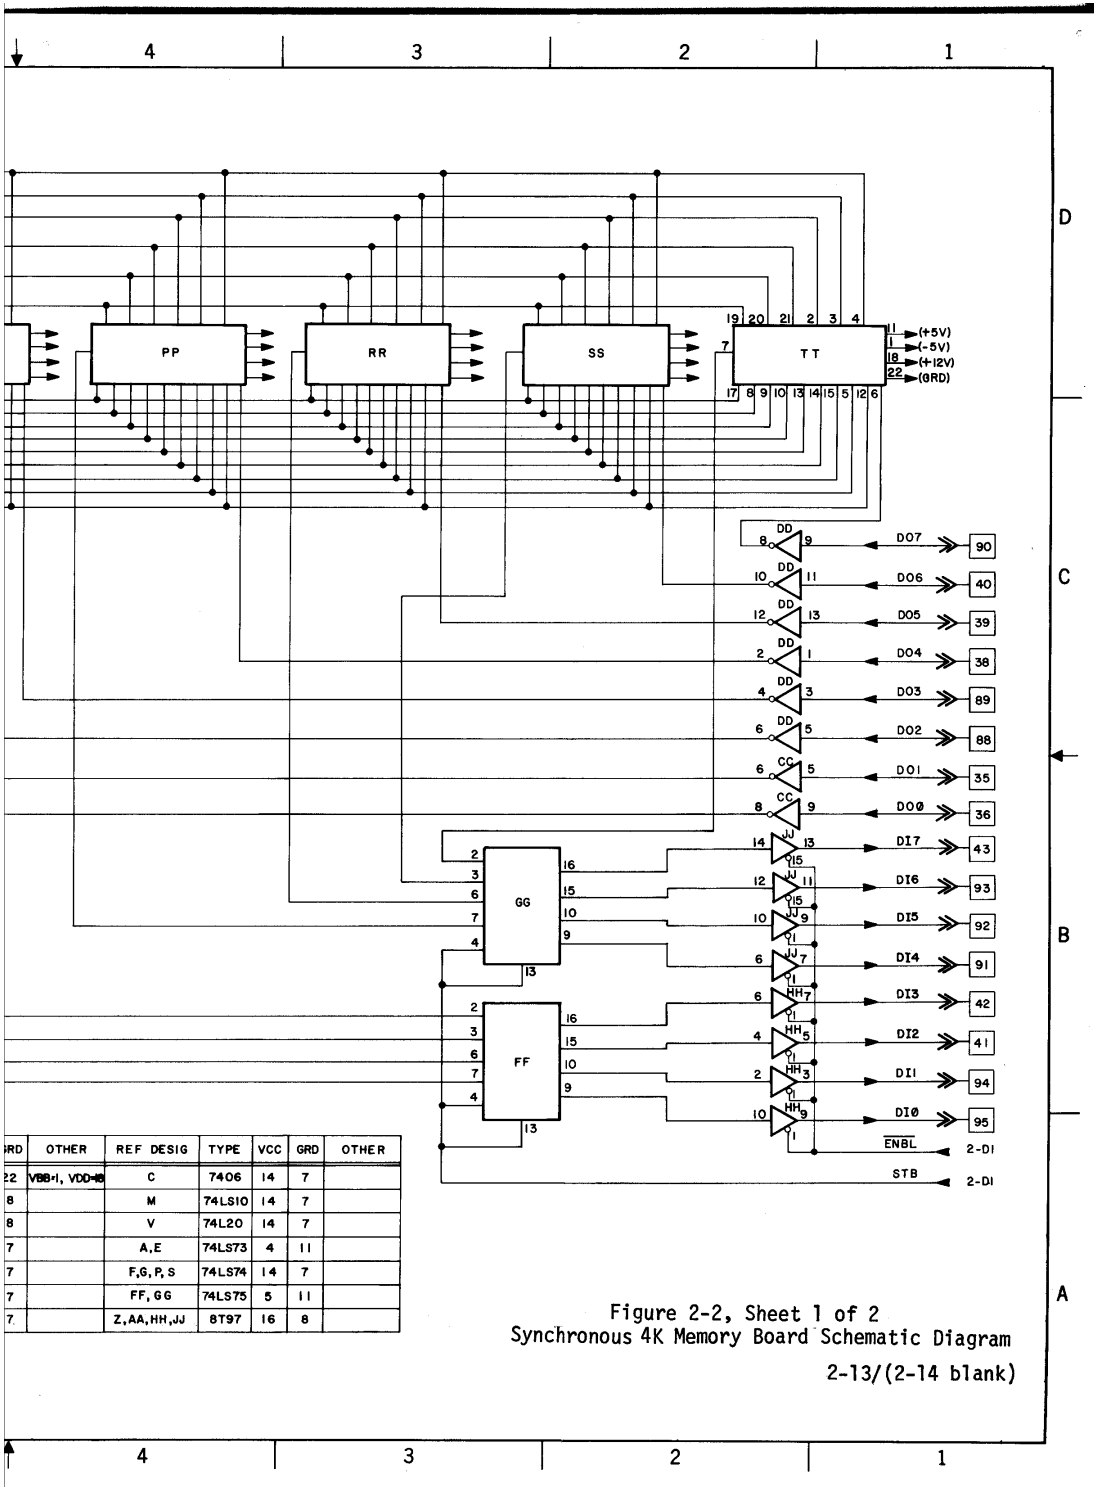 4 3 2 1
D
19 20 21 2 3 4
PP RR SS 7 TT
11 (+5V)
1 (-5V)
18 (+12V)
22 (GRD)
17 8 9 10 13 14 15 5 12 6
DD 8 9 DO7 90
C
DD 10 11 DO6 40
DD 12 13 DO5 39
DD 2 1 DO4 38
DD 4 3 DO3 89
DD 6 5 DO2 88
CC 6 5 DO1 35
CC 8 9 DOØ 36
JJ 14 13 15 DI7 43
JJ 12 11 15 DI6 93
JJ 10 9 1 DI5 92
B
JJ 6 7 1 DI4 91
HH 6 7 1 DI3 42
HH 4 5 1 DI2 41
HH 2 3 1 DI1 94
HH 10 9 1 DIØ 95
2 3 6 7 4 GG 16 15 10 9 13
2 3 6 7 4 FF 16 15 10 9 13
ENBL 2-D1
STB 2-D1
GRD OTHER REF DESIG TYPE VCC GRD OTHER
22 VBB=1, VDD=18 C 7406 14 7
8 M 74LS10 14 7
8 V 74L20 14 7
7 A,E 74LS73 4 11
7 F,G,P,S 74LS74 14 7
7 FF,GG 74LS75 5 11
7 Z,AA,HH,JJ 8T97 16 8
A
Figure 2-2, Sheet 1 of 2
Synchronous 4K Memory Board Schematic Diagram
2-13/(2-14 blank)
4 3 2 1